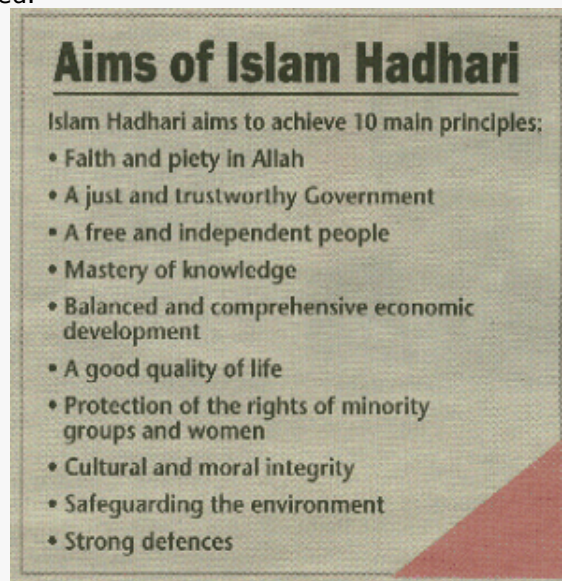 ed.
Aims of Islam Hadhari
Islam Hadhari aims to achieve 10 main principles:
• Faith and piety in Allah
• A just and trustworthy Government
• A free and independent people
• Mastery of knowledge
• Balanced and comprehensive economic
development
• A good quality of life
• Protection of the rights of minority
groups and women
• Cultural and moral integrity
• Safeguarding the environment
• Strong defences